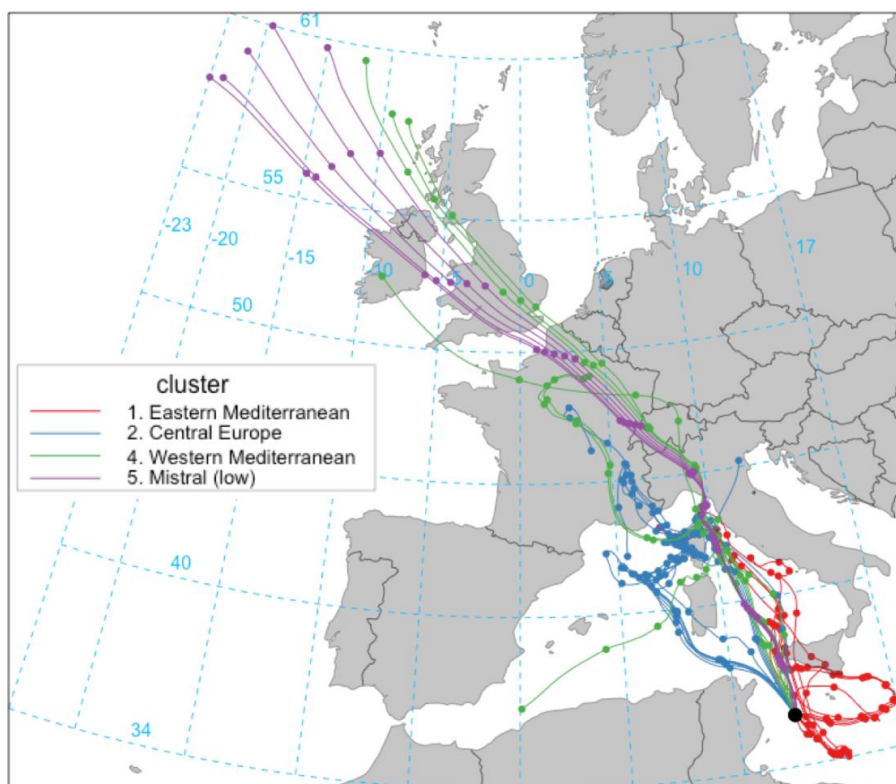 61
55
-23
-20
-15
-10
-5
0
5
10
17
50
cluster
1. Eastern Mediterranean
2. Central Europe
4. Western Mediterranean
5. Mistral (low)
40
34